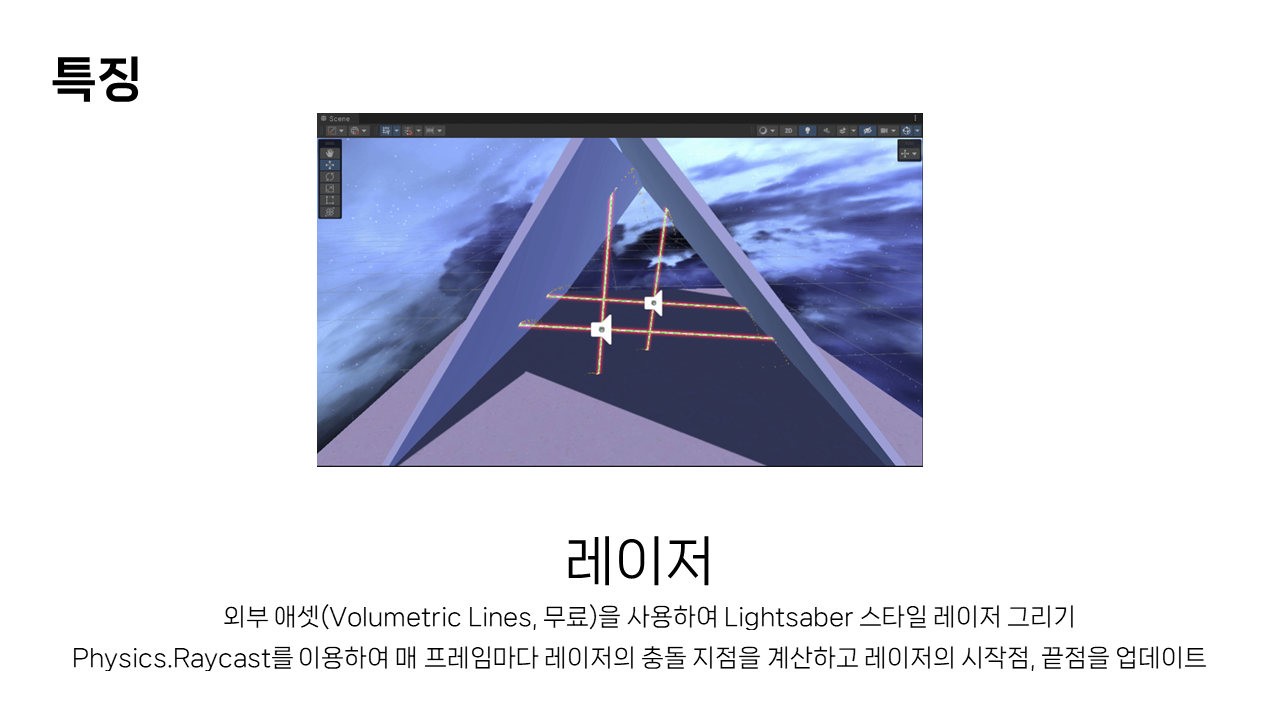 특징
Scene
2D
레이저
외부 애셋(Volumetric Lines, 무료)을 사용하여 Lightsaber 스타일 레이저 그리기
Physics.Raycast를 이용하여 매 프레임마다 레이저의 충돌 지점을 계산하고 레이저의 시작점, 끝점을 업데이트